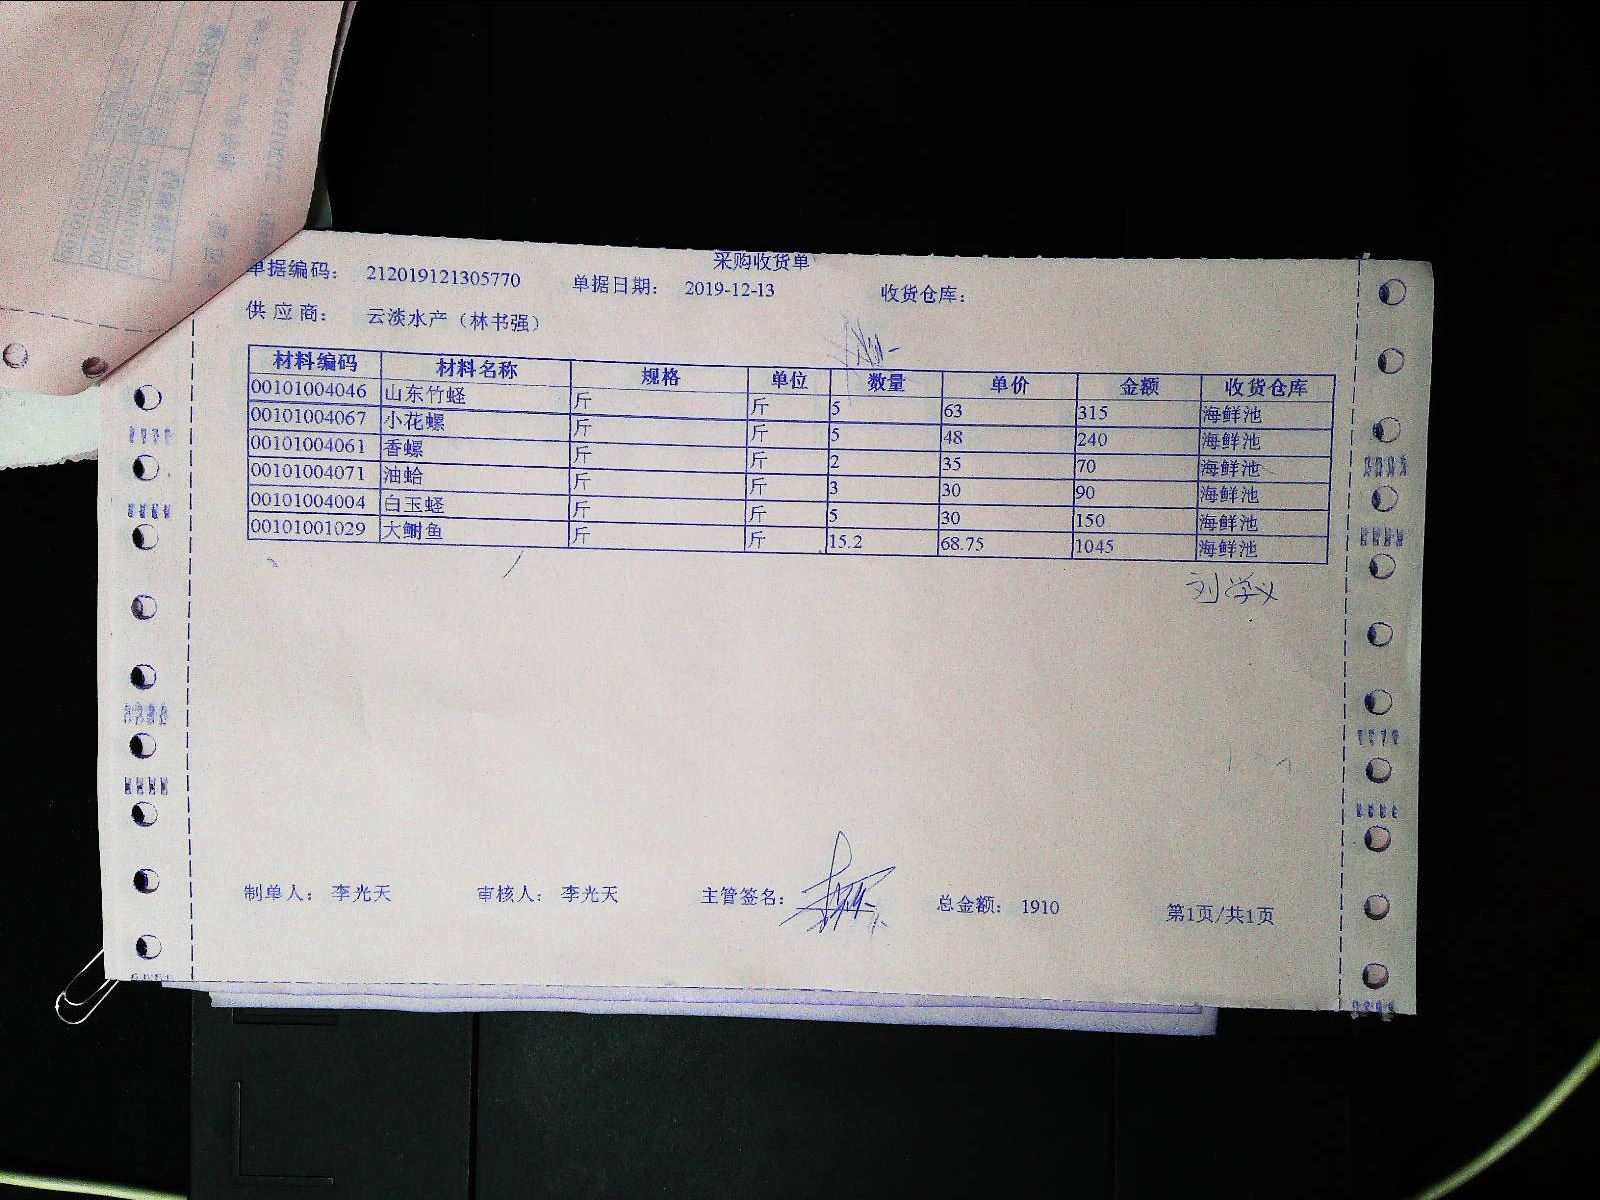 采购收货单
单据编码： 212019121305770 单据日期： 2019-12-13 收货仓库：
供应商： 云淡水产（林书强）
材料编码 材料名称 规格 单位 数量 单价 金额 收货仓库
00101004046 山东竹蛏 斤 斤 5 63 315 海鲜池
00101004067 小花螺 斤 斤 5 48 240 海鲜池
00101004061 香螺 斤 斤 2 35 70 海鲜池
00101004071 油蛤 斤 斤 3 30 90 海鲜池
00101004004 白玉蛏 斤 斤 5 30 150 海鲜池
00101001029 大鮒鱼 斤 斤 15.2 68.75 1045 海鲜池
刘学义
制单人： 李光天 审核人： 李光天 主管签名： 总金额： 1910 第1页/共1页